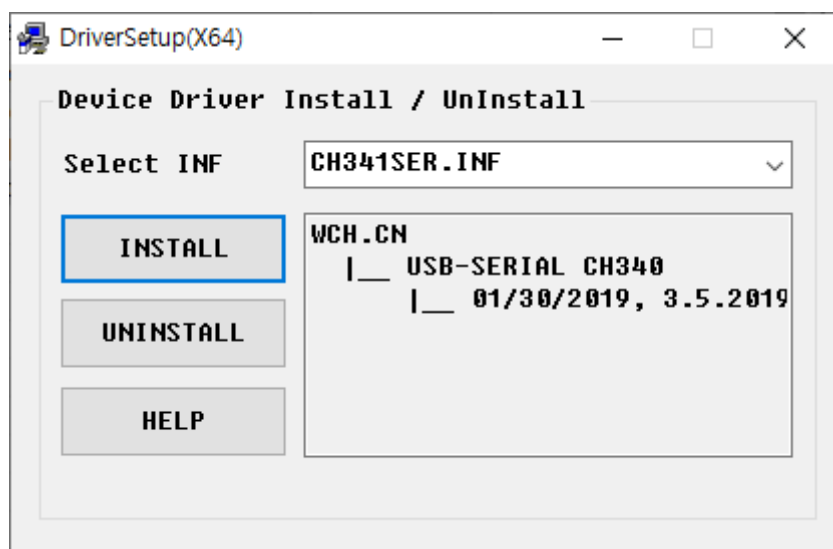 DriverSetup(X64)
Device Driver Install / UnInstall
Select INF
CH341SER.INF
INSTALL
UNINSTALL
HELP
WCH.CN
|__ USB-SERIAL CH340
|__ 01/30/2019, 3.5.2019